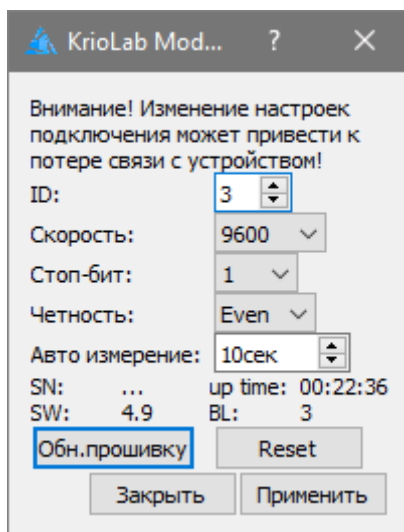 KrioLab Mod... ? ×
Внимание! Изменение настроек
подключения может привести к
потере связи с устройством!
ID: 3
Скорость: 9600
Стоп-бит: 1
Четность: Even
Авто измерение: 10сек
SN: ... up time: 00:22:36
SW: 4.9 BL: 3
Обн.прошивку Reset
Закрыть Применить